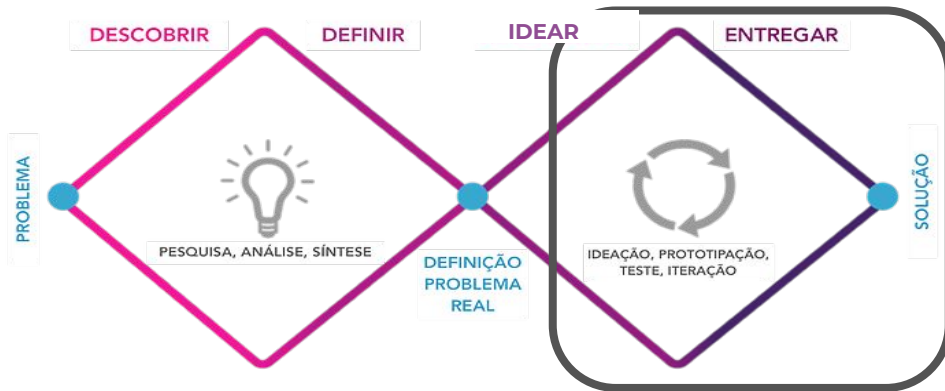 DESCOBRIR
DEFINIR
IDEAR
ENTREGAR
PROBLEMA
PESQUISA, ANÁLISE, SÍNTESE
DEFINIÇÃO
PROBLEMA
REAL
IDEAÇÃO, PROTOTIPAÇÃO,
TESTE, ITERAÇÃO
SOLUÇÃO